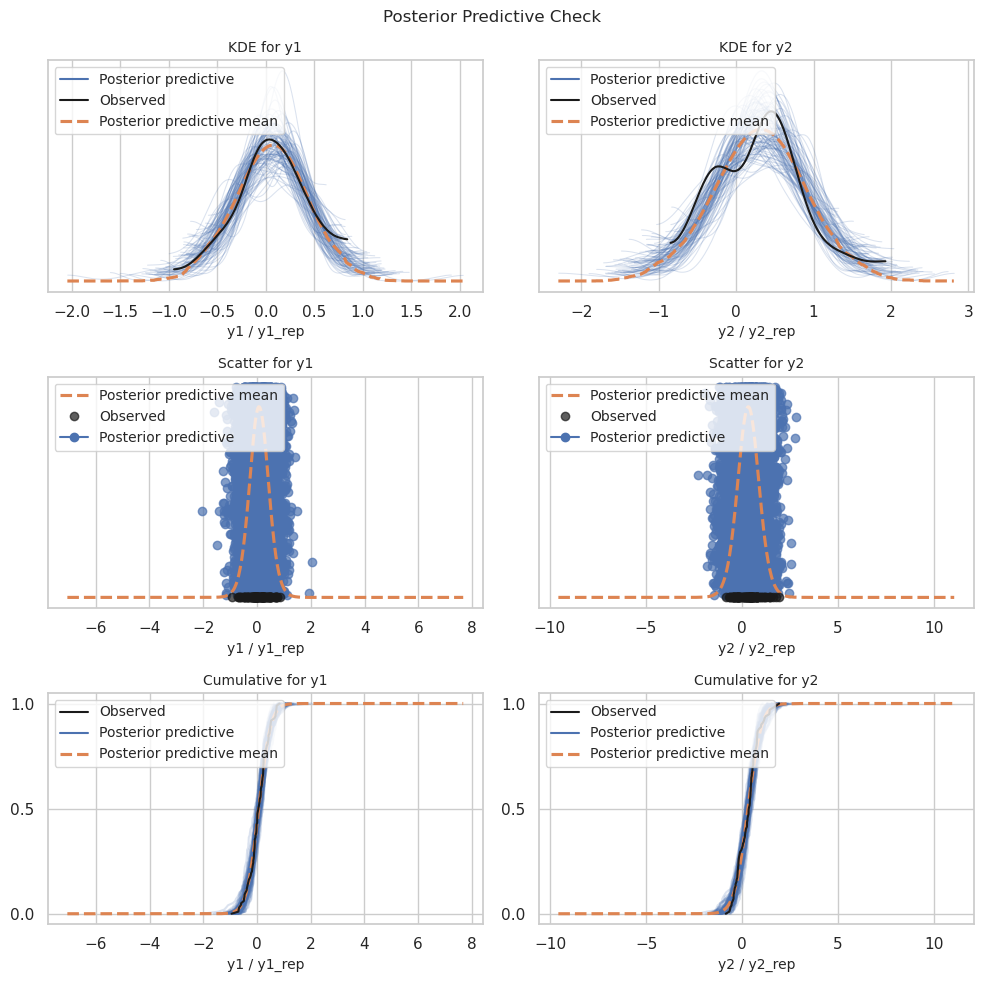 Posterior Predictive Check
KDE for y1
Posterior predictive
Observed
Posterior predictive mean
−2.0 −1.5 −1.0 −0.5 0.0 0.5 1.0 1.5 2.0
y1 / y1_rep
KDE for y2
Posterior predictive
Observed
Posterior predictive mean
−2 −1 0 1 2 3
y2 / y2_rep
Scatter for y1
Posterior predictive mean
Observed
Posterior predictive
−6 −4 −2 0 2 4 6 8
y1 / y1_rep
Scatter for y2
Posterior predictive mean
Observed
Posterior predictive
−10 −5 0 5 10
y2 / y2_rep
Cumulative for y1
1.0
0.5
0.0
Observed
Posterior predictive
Posterior predictive mean
−6 −4 −2 0 2 4 6 8
y1 / y1_rep
Cumulative for y2
1.0
0.5
0.0
Observed
Posterior predictive
Posterior predictive mean
−10 −5 0 5 10
y2 / y2_rep